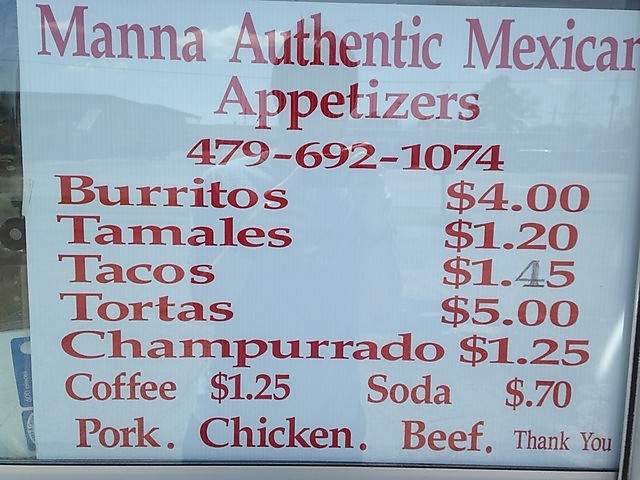 Manna Authentic Mexican
Appetizers
479-692-1074
Burritos $4.00
Tamales $1.20
Tacos $1.45
Tortas $5.00
Champurrado $1.25
Coffee $1.25 Soda $.70
Pork. Chicken. Beef. Thank You